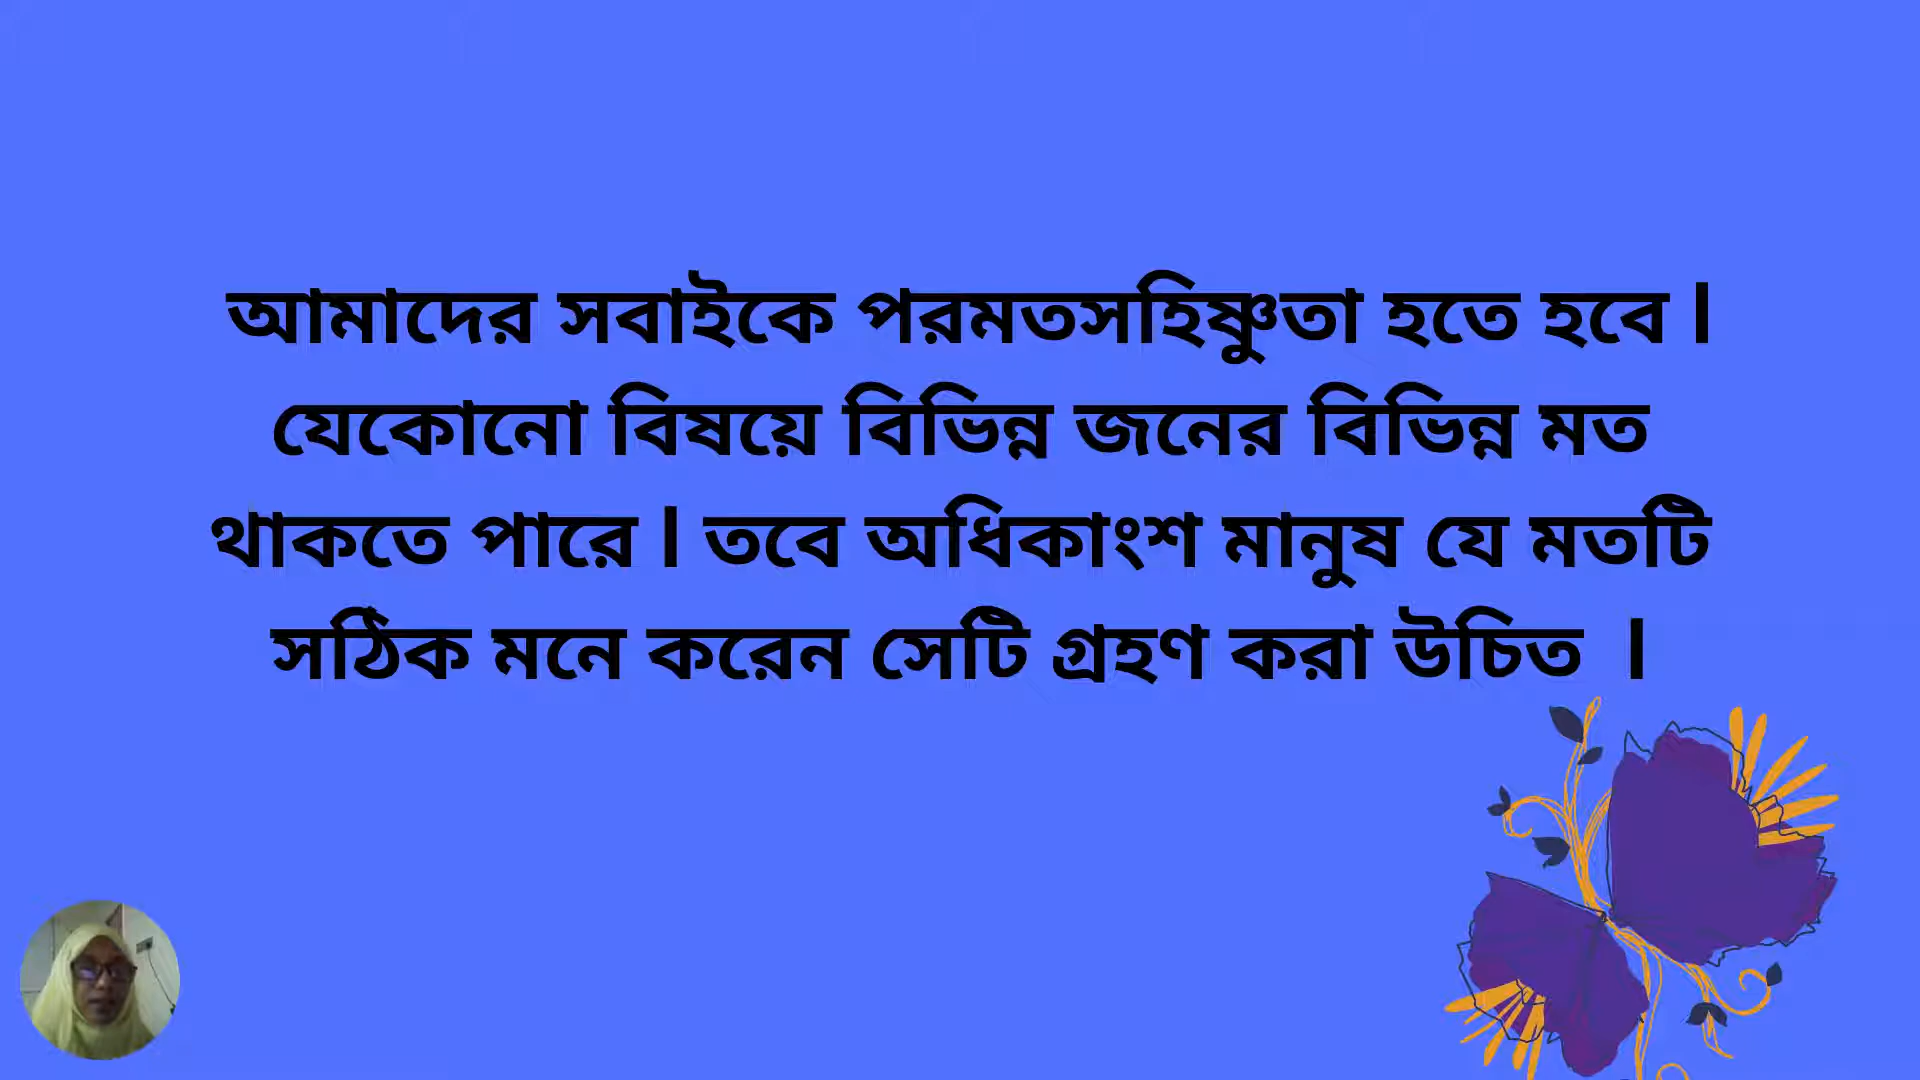 আমাদের সবাইকে পরমতসহিষ্ণুতা হতে হবে।
যেকোনো বিষয়ে বিভিন্ন জনের বিভিন্ন মত
থাকতে পারে। তবে অধিকাংশ মানুষ যে মতটি
সঠিক মনে করেন সেটি গ্রহণ করা উচিত ।